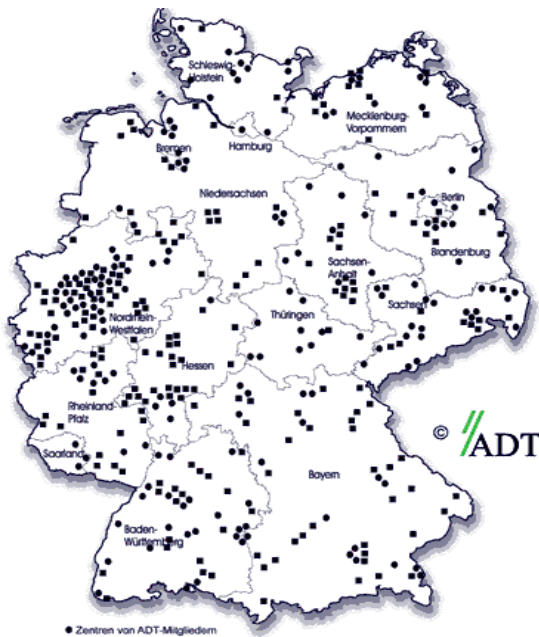 Schleswig-
Holstein
Mecklenburg-
Vorpommern
Hamburg
Bremen
Niedersachsen
Berlin
Brandenburg
Sachsen-
Anhalt
Sachsen
Nordrhein-
Westfalen
Thüringen
Hessen
Rheinland
Pfalz
Saarland
© ADT
Bayern
Baden-
Württemberg
● Zentren von ADT-Mitgliedern